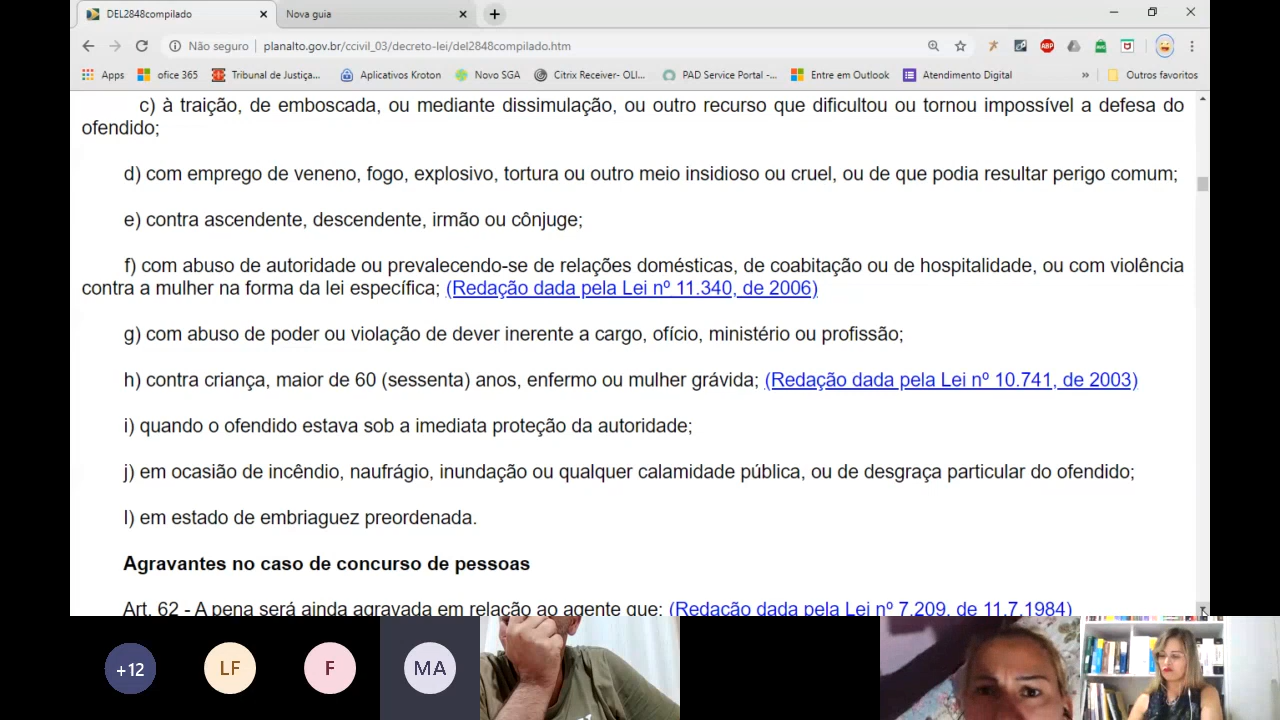 DEL2848compilado
Nova guia
Não seguro | planalto.gov.br/ccivil_03/decreto-lei/del2848compilado.htm
ABP
Apps office 365 Tribunal de Justiça... Aplicativos Kroton Novo SGA Citrix Receiver- OLI... PAD Service Portal -... Entre em Outlook Atendimento Digital » Outros favoritos
c) à traição, de emboscada, ou mediante dissimulação, ou outro recurso que dificultou ou tornou impossível a defesa do
ofendido;
d) com emprego de veneno, fogo, explosivo, tortura ou outro meio insidioso ou cruel, ou de que podia resultar perigo comum;
e) contra ascendente, descendente, irmão ou cônjuge;
f) com abuso de autoridade ou prevalecendo-se de relações domésticas, de coabitação ou de hospitalidade, ou com violência
contra a mulher na forma da lei específica; (Redação dada pela Lei nº 11.340, de 2006)
g) com abuso de poder ou violação de dever inerente a cargo, ofício, ministério ou profissão;
h) contra criança, maior de 60 (sessenta) anos, enfermo ou mulher grávida; (Redação dada pela Lei nº 10.741, de 2003)
i) quando o ofendido estava sob a imediata proteção da autoridade;
j) em ocasião de incêndio, naufrágio, inundação ou qualquer calamidade pública, ou de desgraça particular do ofendido;
l) em estado de embriaguez preordenada.
Agravantes no caso de concurso de pessoas
Art. 62 - A pena será ainda agravada em relação ao agente que: (Redação dada pela Lei nº 7.209, de 11.7.1984)
+12
LF
F
MA